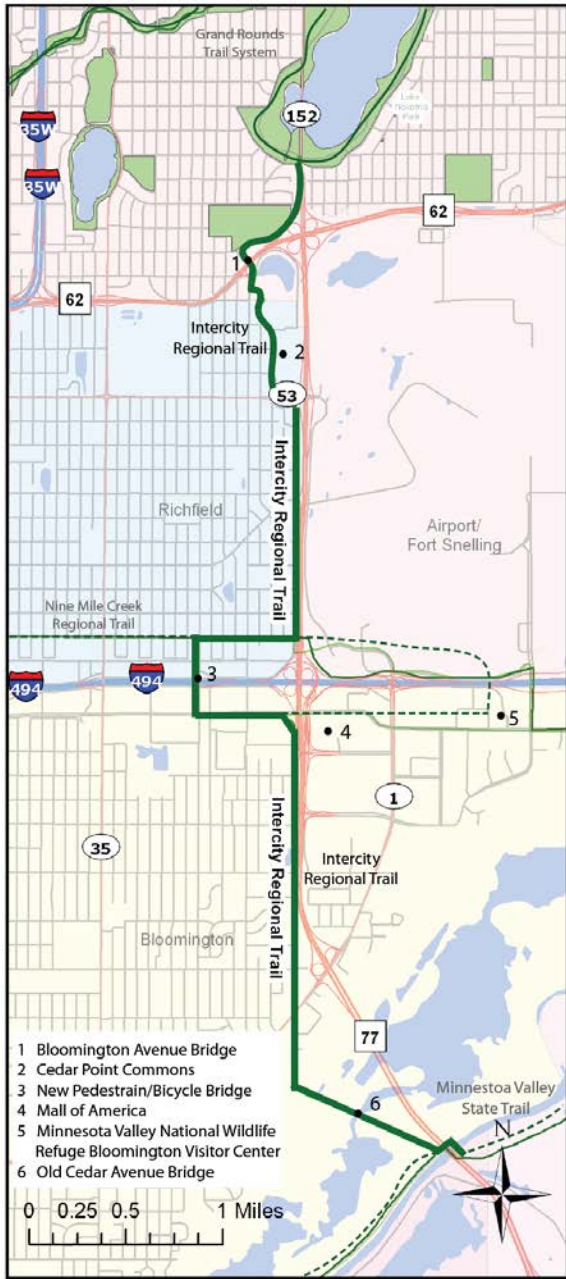 Grand Rounds
Trail System
152
Lake
Nokomis
Park
35W
35W
62
62
1
Intercity
Regional Trail
2
53
Intercity Regional Trail
Richfield
Airport/
Fort Snelling
Nine Mile Creek
Regional Trail
494
494
3
4
5
1
35
Intercity Regional Trail
Intercity
Regional Trail
Bloomington
77
1 Bloomington Avenue Bridge
2 Cedar Point Commons
3 New Pedestrain/Bicycle Bridge
4 Mall of America
5 Minnesota Valley National Wildlife
Refuge Bloomington Visitor Center
6 Old Cedar Avenue Bridge
6
Minnestoa Valley
State Trail
N
0 0.25 0.5 1 Miles